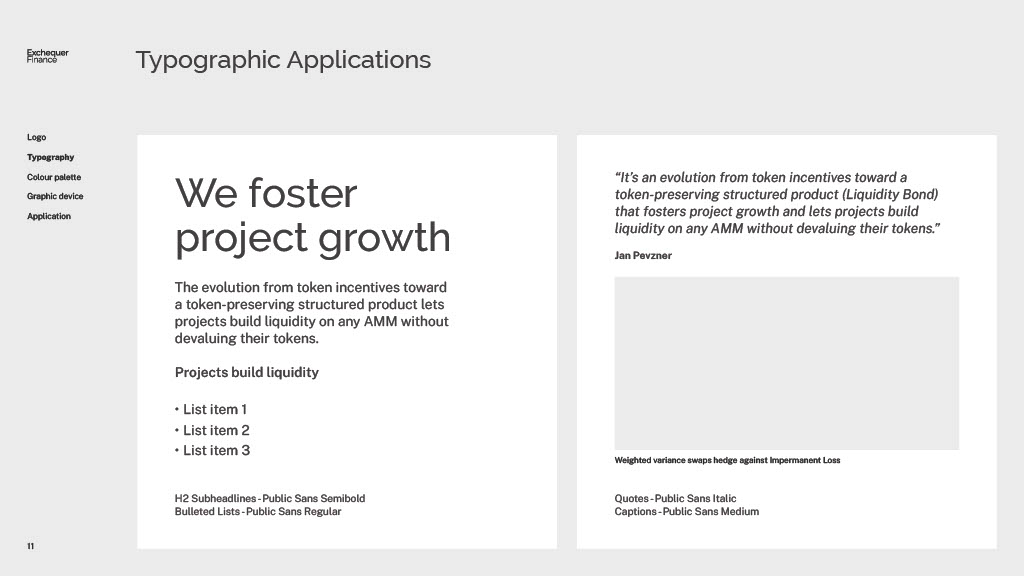 Exchequer
Finance
Typographic Applications
Logo
Typography
Colour palette
Graphic device
Application
We foster
project growth
The evolution from token incentives toward
a token-preserving structured product lets
projects build liquidity on any AMM without
devaluing their tokens.
Projects build liquidity
• List item 1
• List item 2
• List item 3
H2 Subheadlines - Public Sans Semibold
Bulleted Lists - Public Sans Regular
“It’s an evolution from token incentives toward a
token-preserving structured product (Liquidity Bond)
that fosters project growth and lets projects build
liquidity on any AMM without devaluing their tokens.”
Jan Pevzner
Weighted variance swaps hedge against Impermanent Loss
Quotes - Public Sans Italic
Captions - Public Sans Medium
11